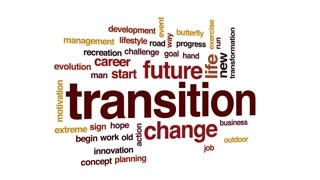 development
event
butterfly
exercise
management
lifestyle
road
way
progress
run
transformation
recreation
challenge
goal
hand
evolution
career
future
life
new
man
start
motivation
transition
extreme
sign
hope
action
change
business
begin
work
old
outdoor
innovation
job
concept
planning